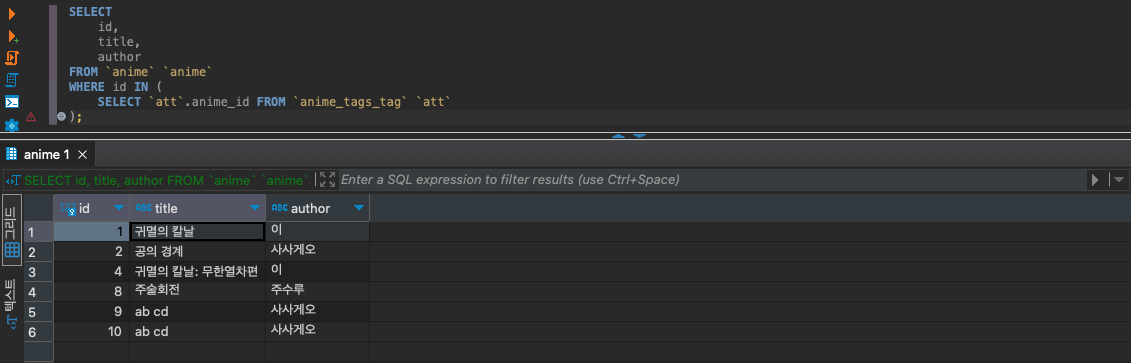 SELECT
id,
title,
author
FROM `anime` `anime`
WHERE id IN (
SELECT `att`.anime_id FROM `anime_tags_tag` `att`
);
anime 1
SELECT id, title, author FROM `anime` `anime`
Enter a SQL expression to filter results (use Ctrl+Space)
그리드
텍스트
123 id ABC title ABC author
1 1 귀멸의 칼날 이
2 2 공의 경계 사사게오
3 4 귀멸의 칼날: 무한열차편 이
4 8 주술회전 주수루
5 9 ab cd 사사게오
6 10 ab cd 사사게오